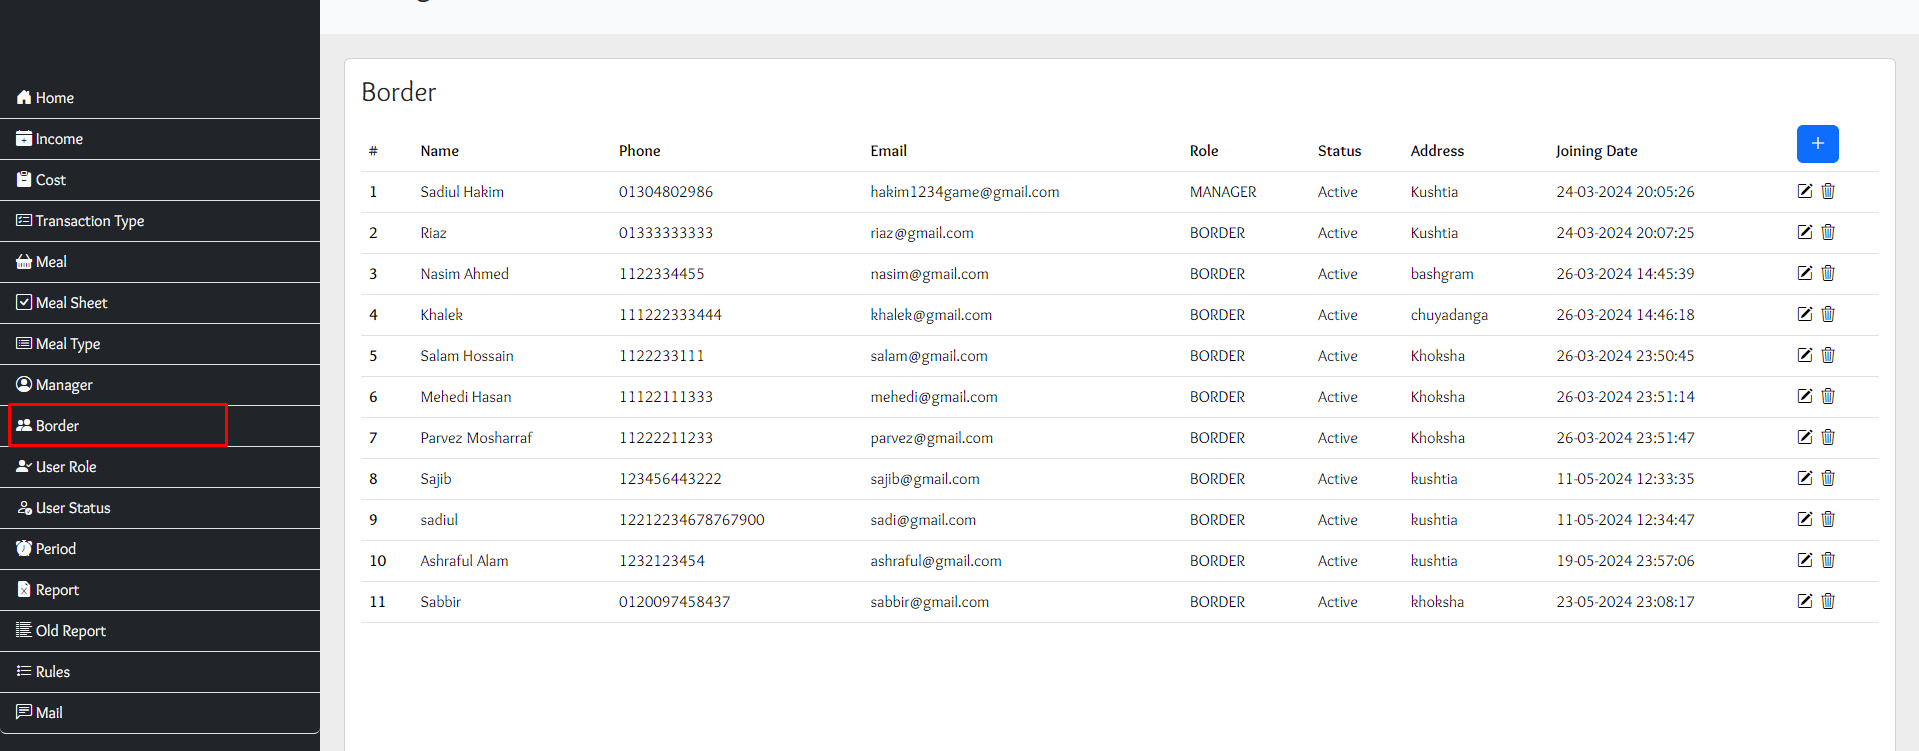 Home
Income
Cost
Transaction Type
Meal
Meal Sheet
Meal Type
Manager
Border
User Role
User Status
Period
Report
Old Report
Rules
Mail
Border
# Name Phone Email Role Status Address Joining Date +
1 Sadiul Hakim 01304802986 hakim1234game@gmail.com MANAGER Active Kushtia 24-03-2024 20:05:26
2 Riaz 01333333333 riaz@gmail.com BORDER Active Kushtia 24-03-2024 20:07:25
3 Nasim Ahmed 1122334455 nasim@gmail.com BORDER Active bashgram 26-03-2024 14:45:39
4 Khalek 111222333444 khalek@gmail.com BORDER Active chuyadanga 26-03-2024 14:46:18
5 Salam Hossain 1122233111 salam@gmail.com BORDER Active Khoksha 26-03-2024 23:50:45
6 Mehedi Hasan 11122111333 mehedi@gmail.com BORDER Active Khoksha 26-03-2024 23:51:14
7 Parvez Mosharraf 11222211233 parvez@gmail.com BORDER Active Khoksha 26-03-2024 23:51:47
8 Sajib 123456443222 sajib@gmail.com BORDER Active kushtia 11-05-2024 12:33:35
9 sadiul 12212234678767900 sadi@gmail.com BORDER Active kushtia 11-05-2024 12:34:47
10 Ashraful Alam 1232123454 ashraful@gmail.com BORDER Active kushtia 19-05-2024 23:57:06
11 Sabbir 0120097458437 sabbir@gmail.com BORDER Active khoksha 23-05-2024 23:08:17